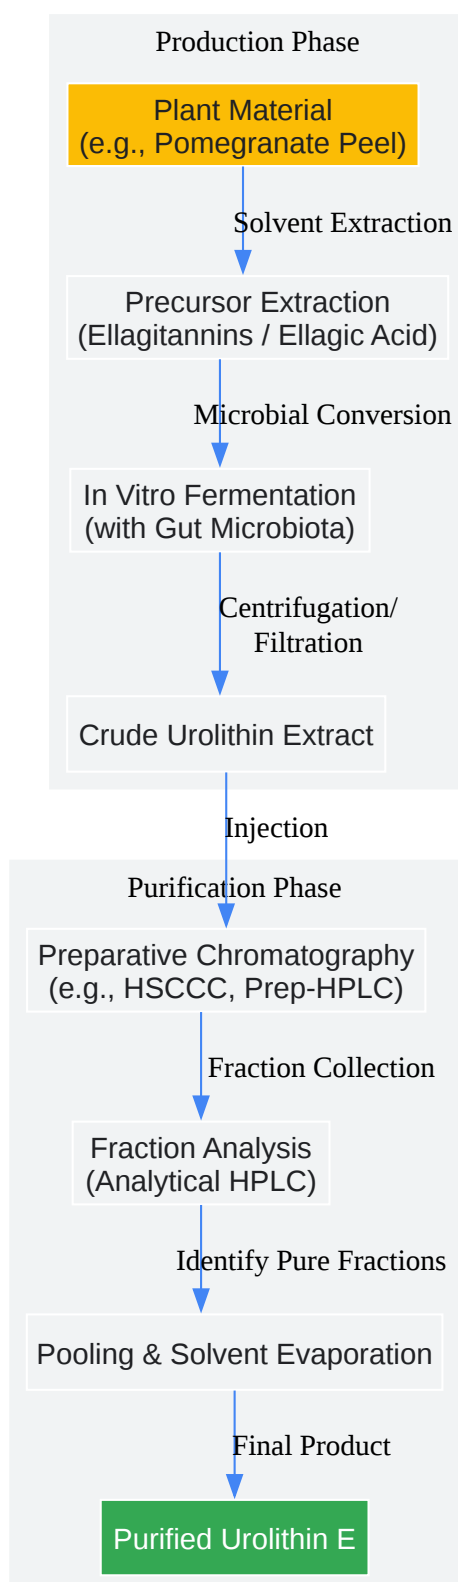 Production Phase
Plant Material
(e.g., Pomegranate Peel)
Solvent Extraction
Precursor Extraction
(Ellagitannins / Ellagic Acid)
Microbial Conversion
In Vitro Fermentation
(with Gut Microbiota)
Centrifugation/
Filtration
Crude Urolithin Extract
Injection
Purification Phase
Preparative Chromatography
(e.g., HSCCC, Prep-HPLC)
Fraction Collection
Fraction Analysis
(Analytical HPLC)
Identify Pure Fractions
Pooling & Solvent Evaporation
Final Product
Purified Urolithin E